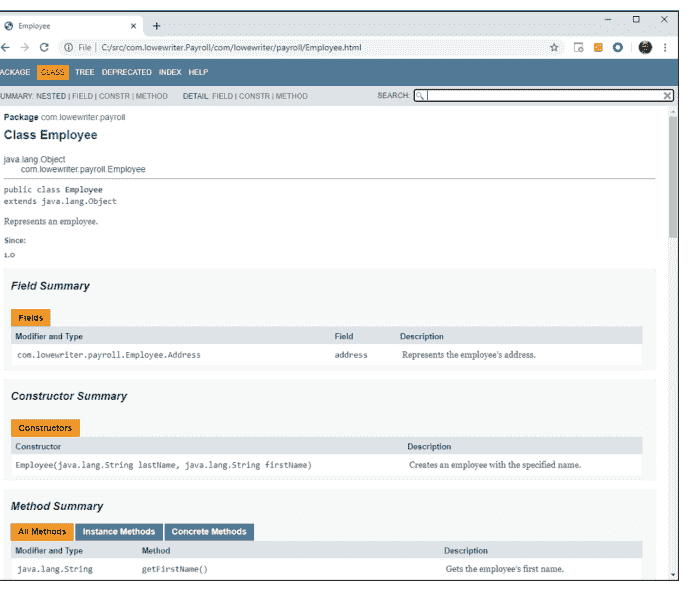 Employee
File | C:/src/com.lowewriter.Payroll/com/lowewriter/payroll/Employee.html
ACKAGE CLASS TREE DEPRECATED INDEX HELP
UMMARY: NESTED | FIELD | CONSTR | METHOD DETAIL: FIELD | CONSTR | METHOD SEARCH:
Package com.lowewriter.payroll
Class Employee
java.lang.Object
com.lowewriter.payroll.Employee
public class Employee
extends java.lang.Object
Represents an employee.
Since:
1.0
Field Summary
Fields
Modifier and Type Field Description
com.lowewriter.payroll.Employee.Address address Represents the employee's address.
Constructor Summary
Constructors
Constructor Description
Employee(java.lang.String lastName, java.lang.String firstName) Creates an employee with the specified name.
Method Summary
All Methods Instance Methods Concrete Methods
Modifier and Type Method Description
java.lang.String getFirstName() Gets the employee's first name.